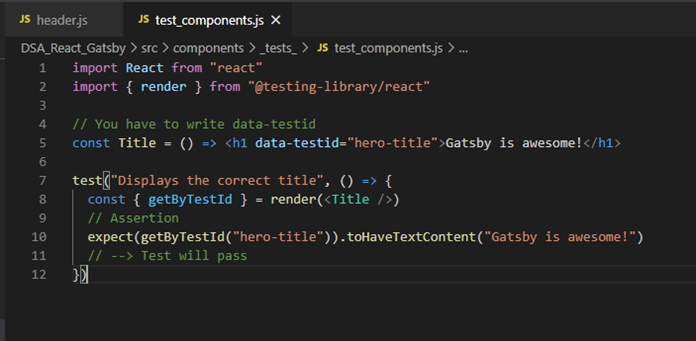 JS header.js JS test_components.js ×
DSA_React_Gatsby > src > components > _tests_ > JS test_components.js > ...
1 import React from "react"
2 import { render } from "@testing-library/react"
3
4 // You have to write data-testid
5 const Title = () => <h1 data-testid="hero-title">Gatsby is awesome!</h1>
6
7 test("Displays the correct title", () => {
8 const { getByTestId } = render(<Title />)
9 // Assertion
10 expect(getByTestId("hero-title")).toHaveTextContent("Gatsby is awesome!")
11 // --> Test will pass
12 })